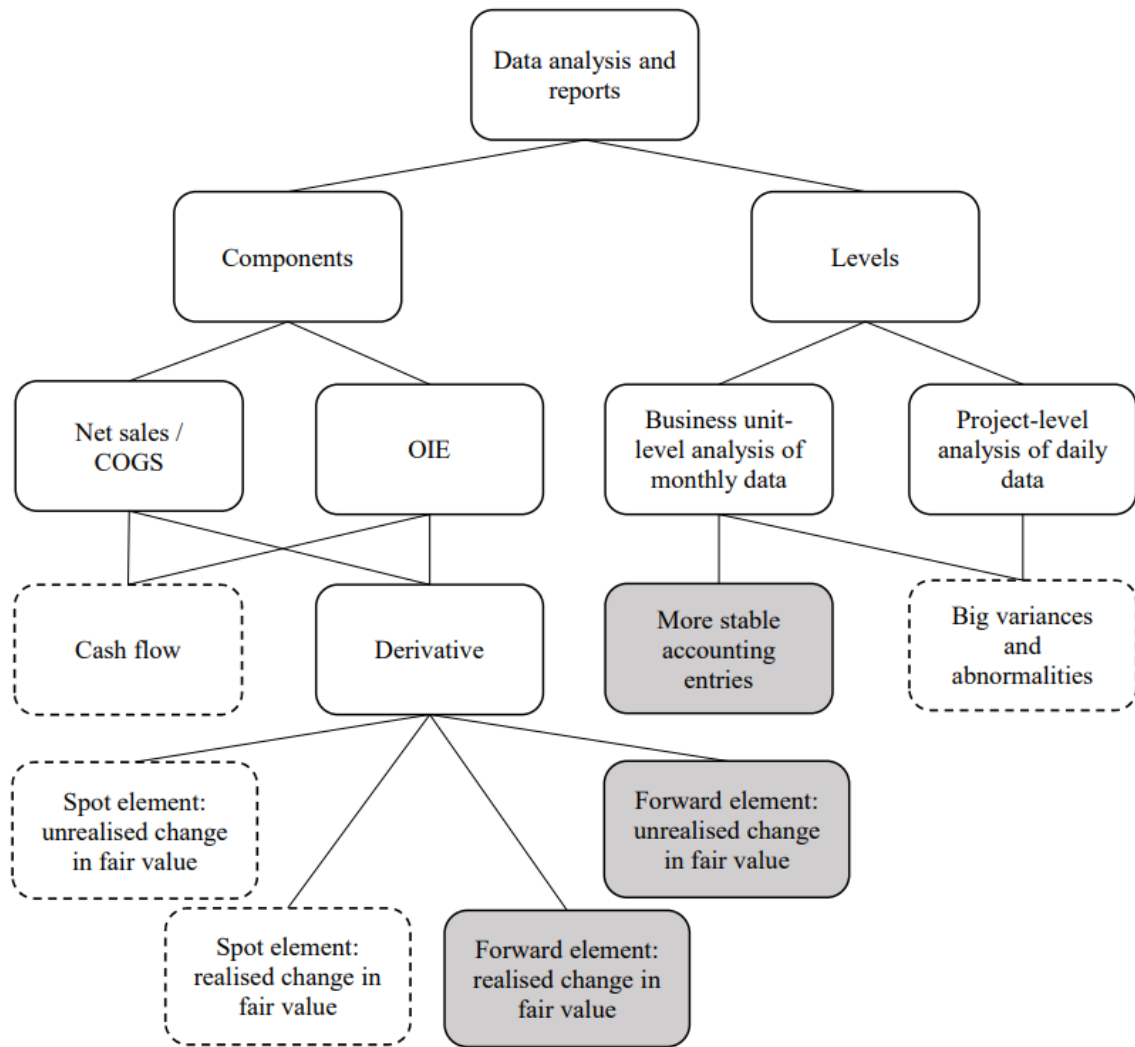 Data analysis and
reports
Components
Levels
Net sales /
COGS
OIE
Business unit-
level analysis of
monthly data
Project-level
analysis of daily
data
Cash flow
Derivative
More stable
accounting
entries
Big variances
and
abnormalities
Spot element:
unrealised change
in fair value
Forward element:
unrealised change
in fair value
Spot element:
realised change in
fair value
Forward element:
realised change in
fair value